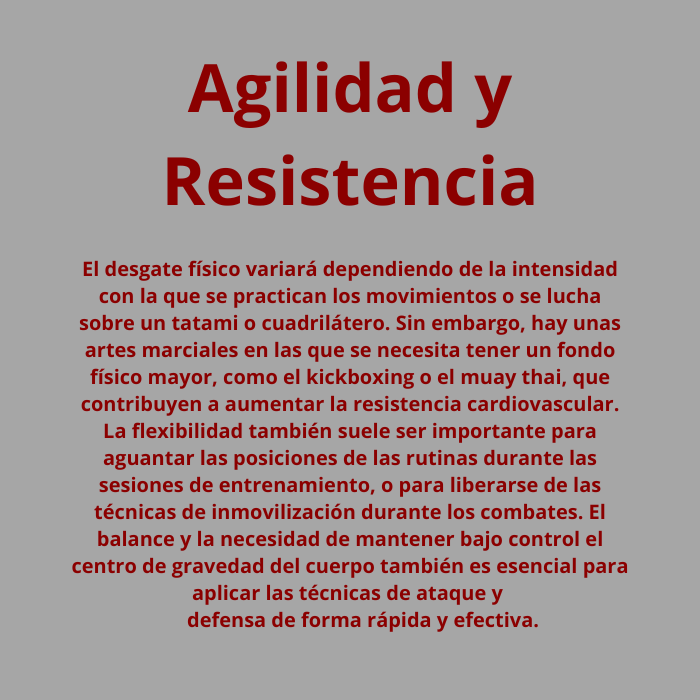 Agilidad y
Resistencia
El desgate físico variará dependiendo de la intensidad
con la que se practican los movimientos o se lucha
sobre un tatami o cuadrilátero. Sin embargo, hay unas
artes marciales en las que se necesita tener un fondo
físico mayor, como el kickboxing o el muay thai, que
contribuyen a aumentar la resistencia cardiovascular.
La flexibilidad también suele ser importante para
aguantar las posiciones de las rutinas durante las
sesiones de entrenamiento, o para liberarse de las
técnicas de inmovilización durante los combates. El
balance y la necesidad de mantener bajo control el
centro de gravedad del cuerpo también es esencial para
aplicar las técnicas de ataque y
defensa de forma rápida y efectiva.